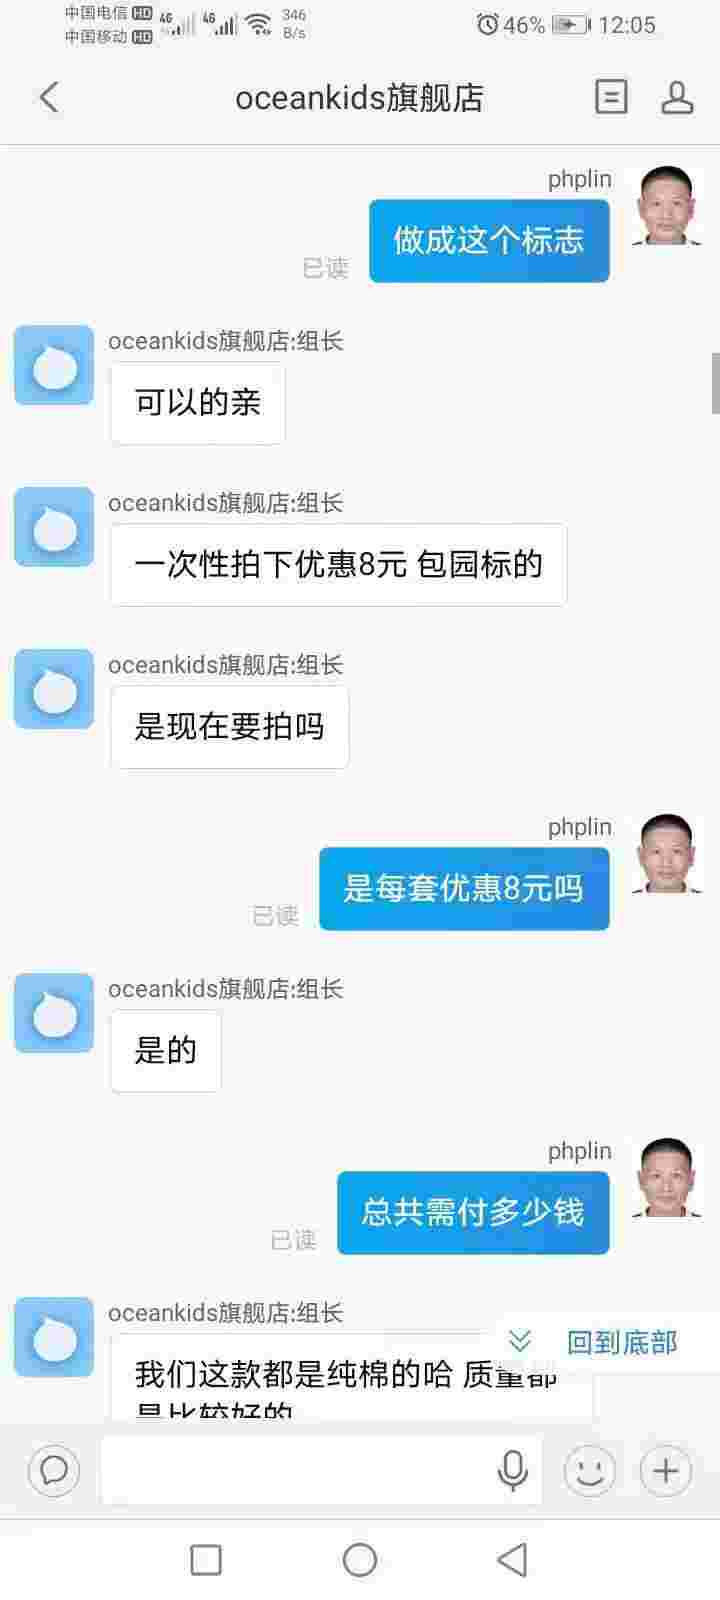 中国电信 HD 4G 4G 346 46% 12:05
中国移动 HD B/s
oceankids旗舰店
phplin
做成这个标志
已读
oceankids旗舰店:组长
可以的亲
oceankids旗舰店:组长
一次性拍下优惠8元 包园标的
oceankids旗舰店:组长
是现在要拍吗
phplin
是每套优惠8元吗
已读
oceankids旗舰店:组长
是的
phplin
总共需付多少钱
已读
oceankids旗舰店:组长
回到底部
我们这款都是纯棉的哈 质量都
是比较好的